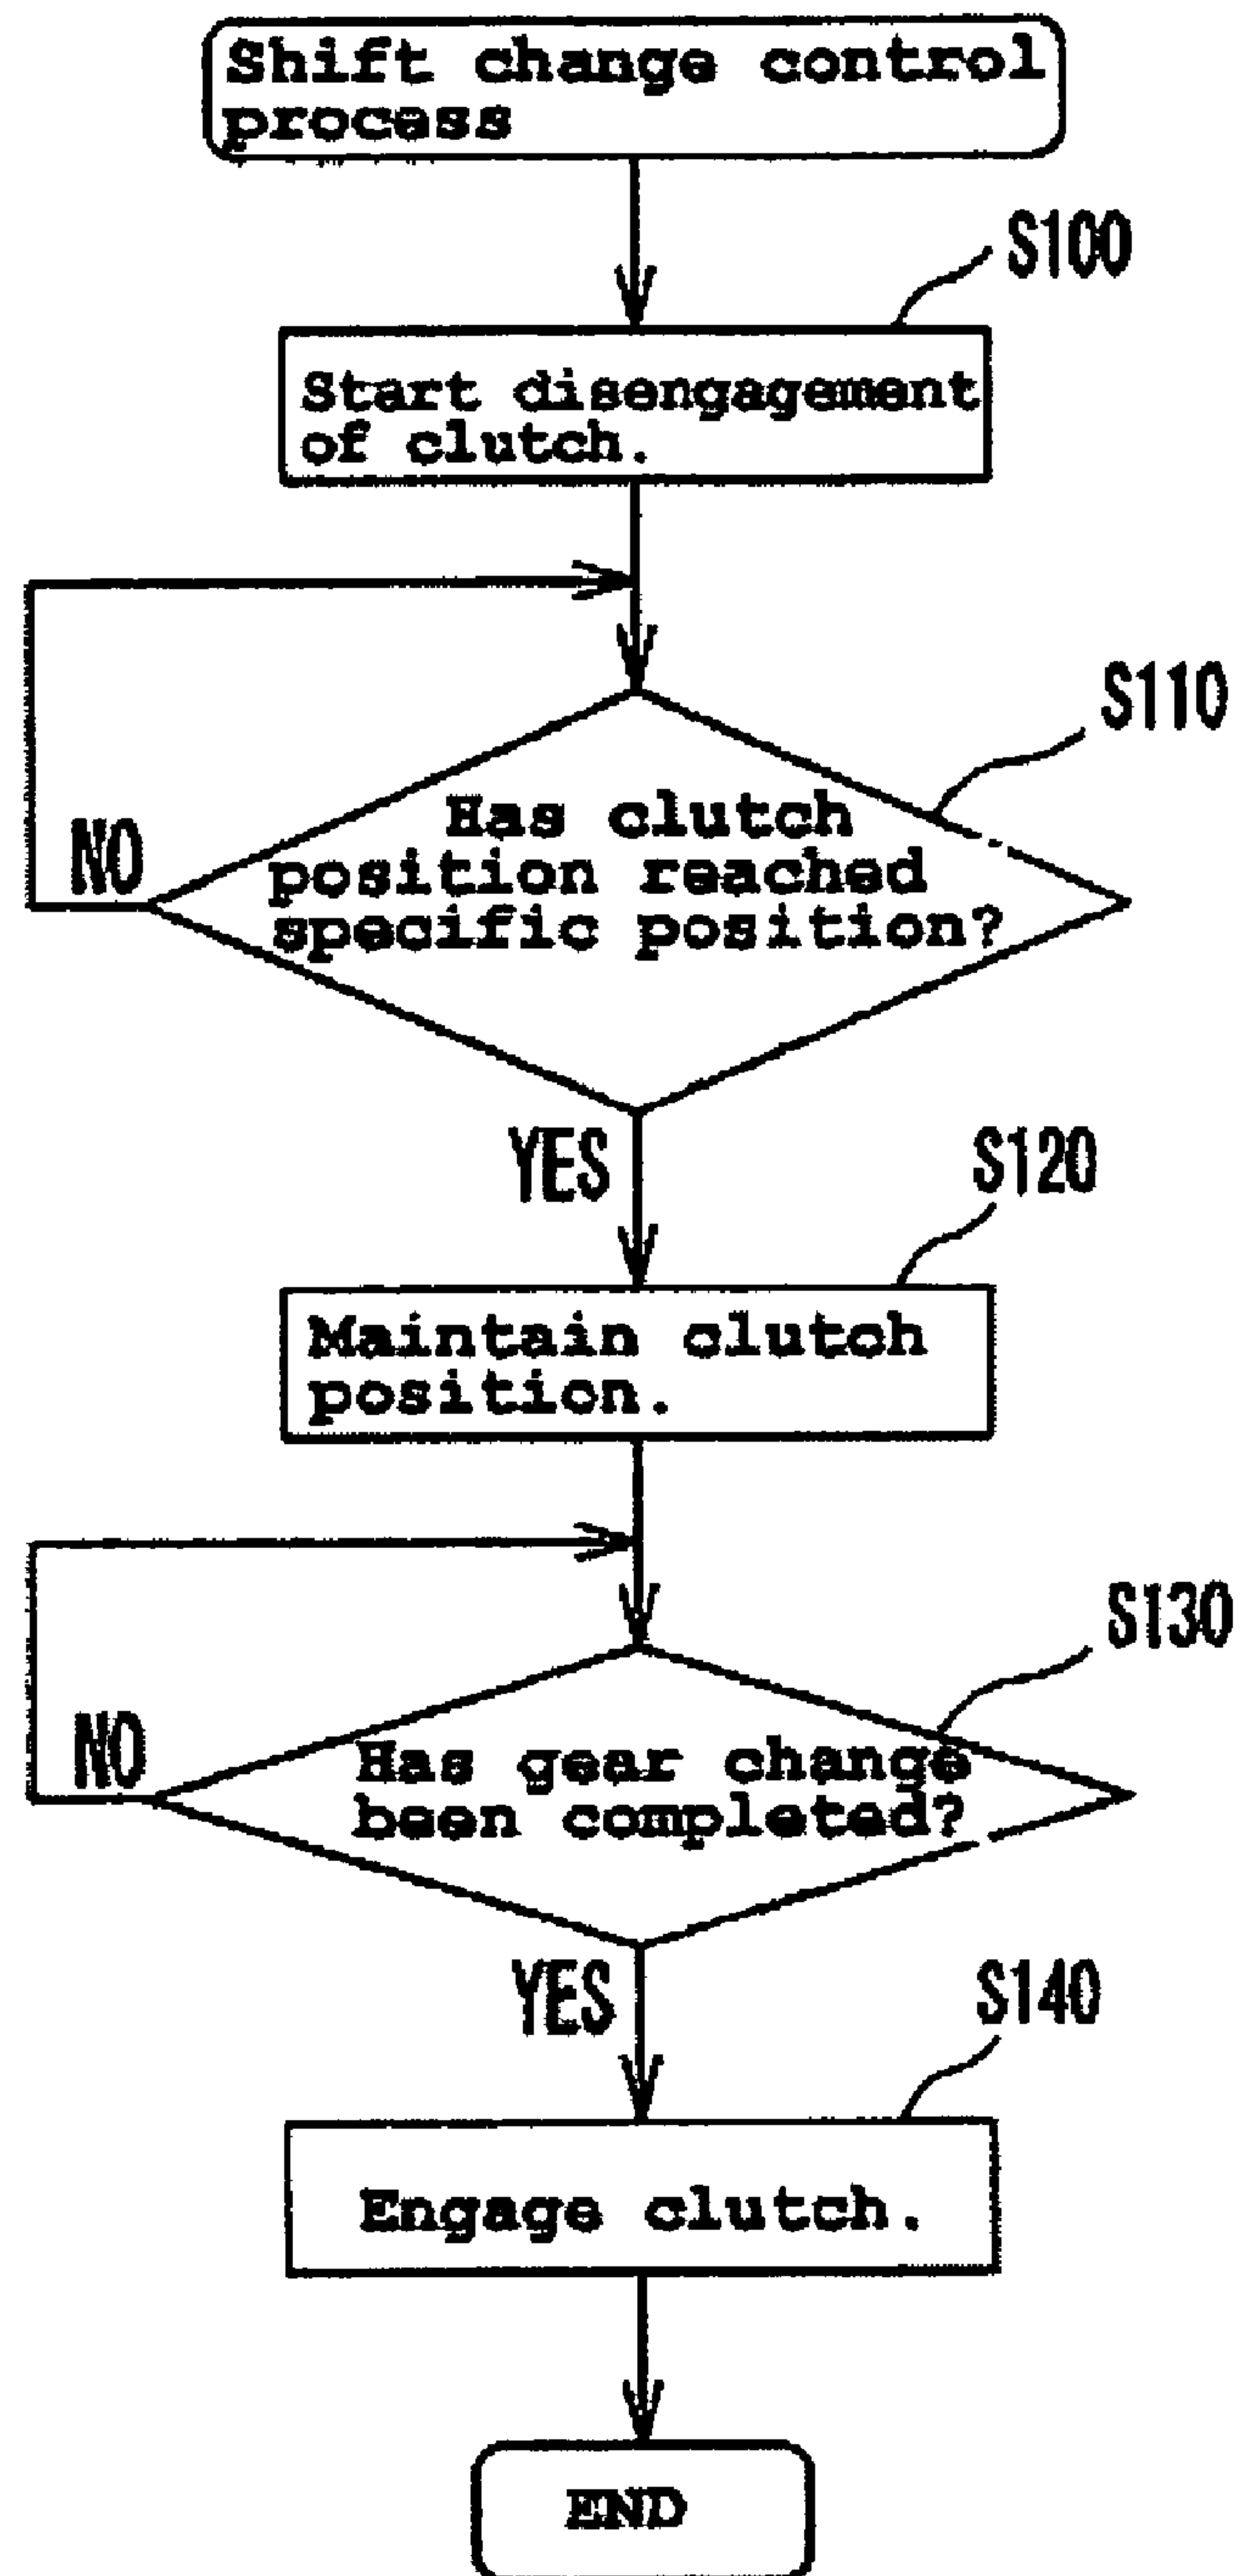 Shift change control
process
S100
Start disengagement
of clutch.
S110
Has clutch
position reached
specific position?
NO
YES
S120
Maintain clutch
position.
S130
Has gear change
been completed?
NO
YES
S140
Engage clutch.
END